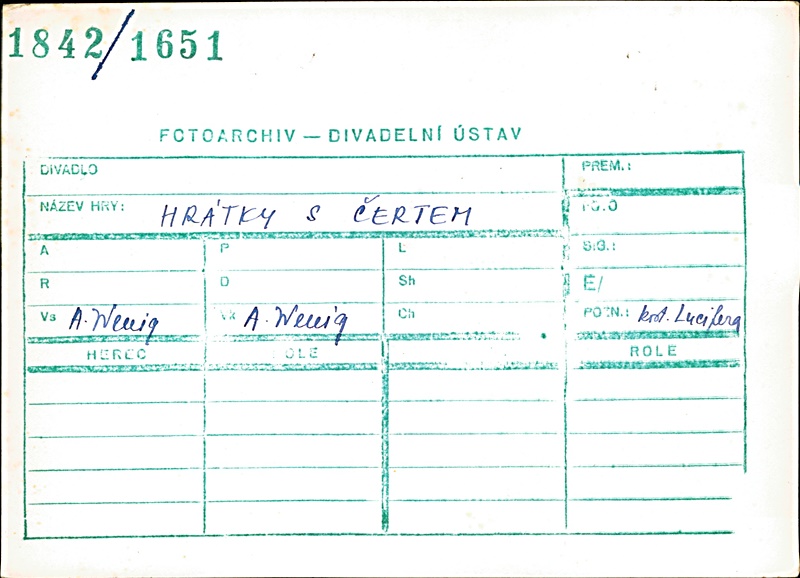 1842/1651
FOTOARCHIV — DIVADELNÍ ÚSTAV
DIVADLO PREM.:
NÁZEV HRY: HRÁTKY S ČERTEM
A P L SIG.:
R D Sh E/
Vs A. Wenig Vk A. Wenig Ch POZN.: kost. Lucifera
HEREC ROLE ROLE